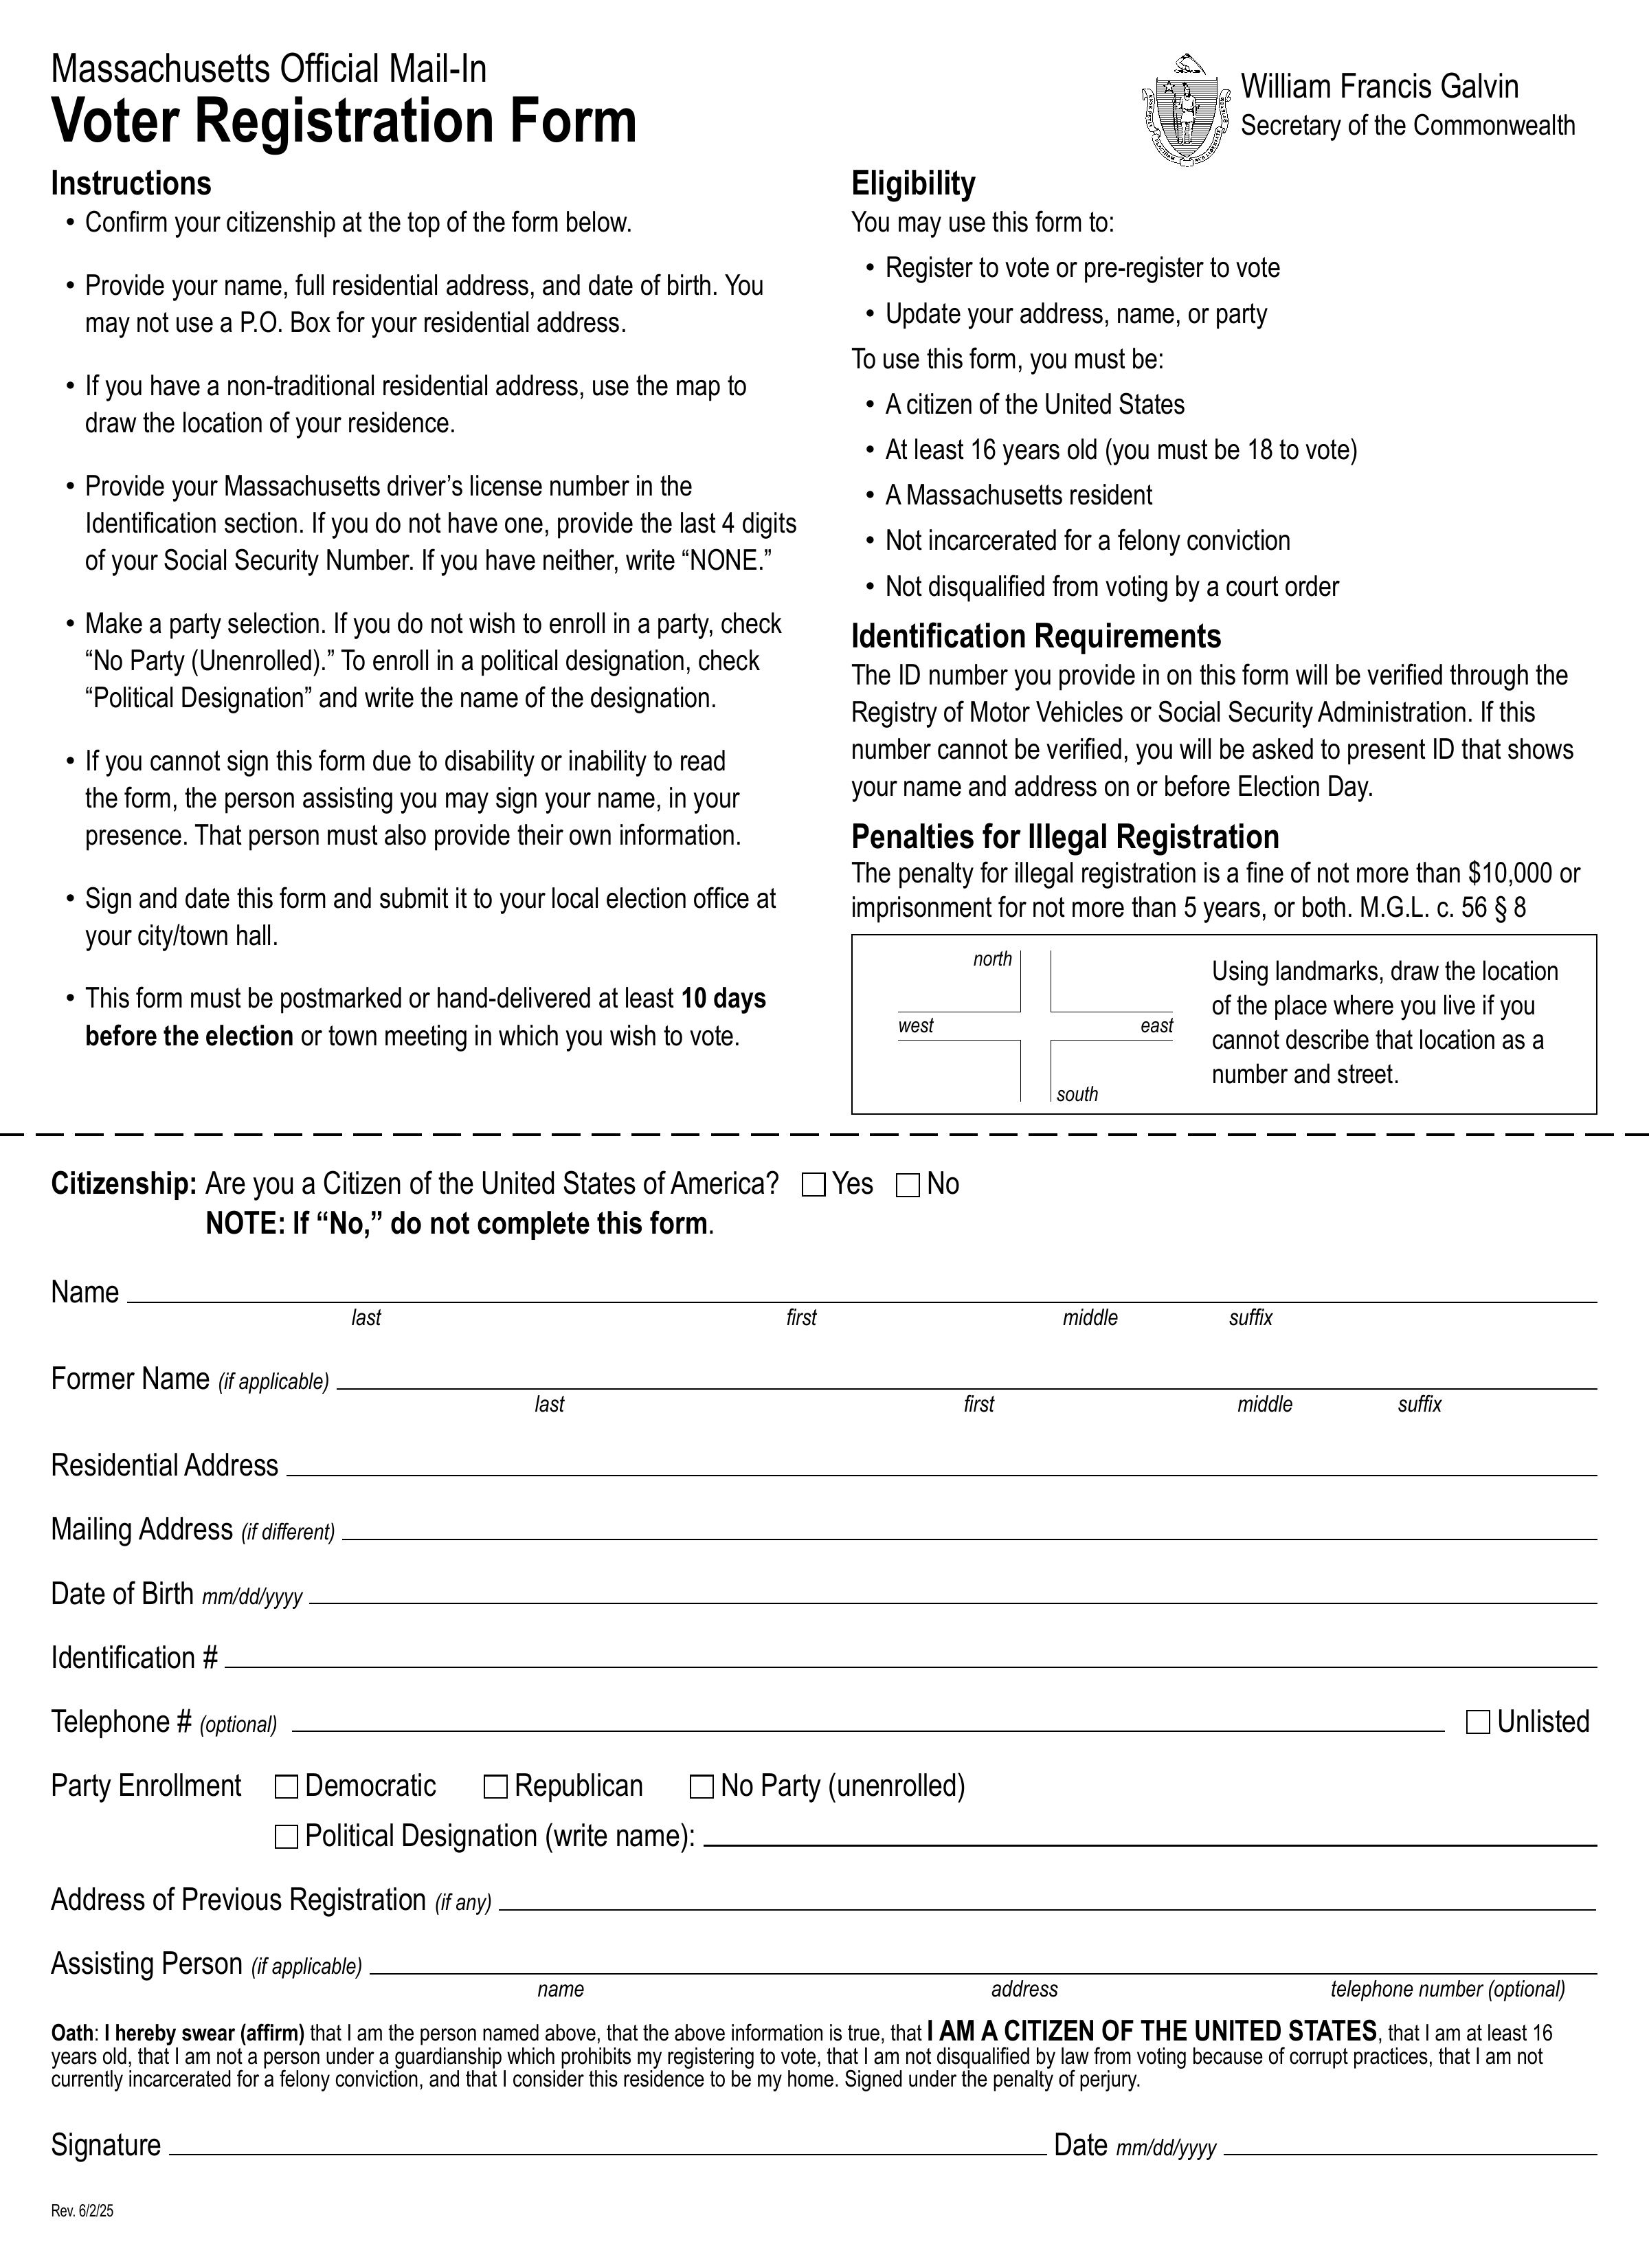 Massachusetts Official Mail-In
Voter Registration Form
William Francis Galvin
Secretary of the Commonwealth
Instructions
• Confirm your citizenship at the top of the form below.
• Provide your name, full residential address, and date of birth. You
may not use a P.O. Box for your residential address.
• If you have a non-traditional residential address, use the map to
draw the location of your residence.
• Provide your Massachusetts driver’s license number in the
Identification section. If you do not have one, provide the last 4 digits
of your Social Security Number. If you have neither, write “NONE.”
• Make a party selection. If you do not wish to enroll in a party, check
“No Party (Unenrolled).” To enroll in a political designation, check
“Political Designation” and write the name of the designation.
• If you cannot sign this form due to disability or inability to read
the form, the person assisting you may sign your name, in your
presence. That person must also provide their own information.
• Sign and date this form and submit it to your local election office at
your city/town hall.
• This form must be postmarked or hand-delivered at least 10 days
before the election or town meeting in which you wish to vote.
Eligibility
You may use this form to:
• Register to vote or pre-register to vote
• Update your address, name, or party
To use this form, you must be:
• A citizen of the United States
• At least 16 years old (you must be 18 to vote)
• A Massachusetts resident
• Not incarcerated for a felony conviction
• Not disqualified from voting by a court order
Identification Requirements
The ID number you provide in on this form will be verified through the
Registry of Motor Vehicles or Social Security Administration. If this
number cannot be verified, you will be asked to present ID that shows
your name and address on or before Election Day.
Penalties for Illegal Registration
The penalty for illegal registration is a fine of not more than $10,000 or
imprisonment for not more than 5 years, or both. M.G.L. c. 56 § 8
north
west east
south
Using landmarks, draw the location
of the place where you live if you
cannot describe that location as a
number and street.
Citizenship: Are you a Citizen of the United States of America? Yes No
NOTE: If “No,” do not complete this form.
Name
last first middle suffix
Former Name (if applicable)
last first middle suffix
Residential Address
Mailing Address (if different)
Date of Birth mm/dd/yyyy
Identification #
Telephone # (optional) Unlisted
Party Enrollment Democratic Republican No Party (unenrolled)
Political Designation (write name):
Address of Previous Registration (if any)
Assisting Person (if applicable)
name address telephone number (optional)
Oath: I hereby swear (affirm) that I am the person named above, that the above information is true, that I AM A CITIZEN OF THE UNITED STATES, that I am at least 16
years old, that I am not a person under a guardianship which prohibits my registering to vote, that I am not disqualified by law from voting because of corrupt practices, that I am not
currently incarcerated for a felony conviction, and that I consider this residence to be my home. Signed under the penalty of perjury.
Signature Date mm/dd/yyyy
Rev. 6/2/25